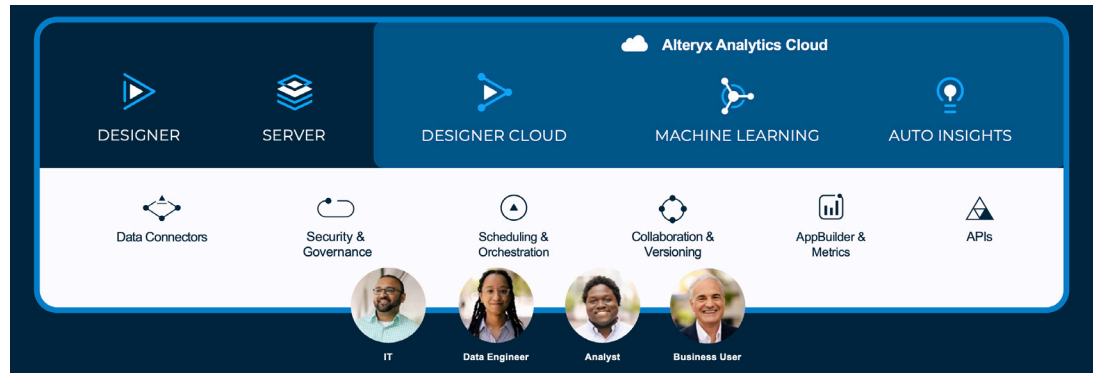 Alteryx Analytics Cloud
DESIGNER
SERVER
DESIGNER CLOUD
MACHINE LEARNING
AUTO INSIGHTS
Data Connectors
Security &
Governance
Scheduling &
Orchestration
Collaboration &
Versioning
AppBuilder &
Metrics
APIs
IT
Data Engineer
Analyst
Business User